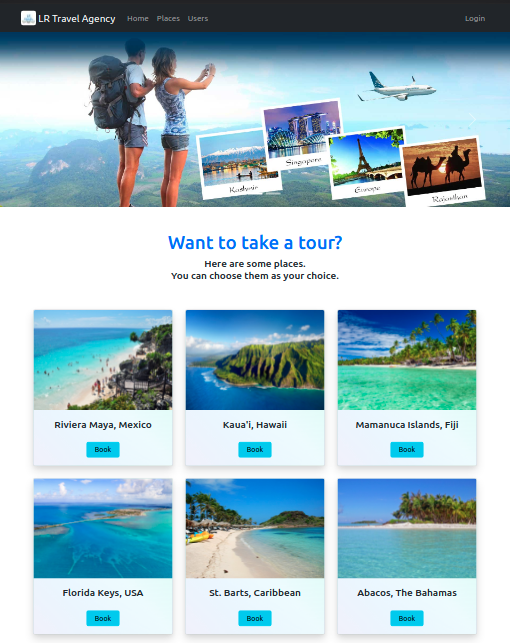 LR Travel Agency Home Places Users Login
Kashmir
Singapore
Europe
Rajasthan
Want to take a tour?
Here are some places.
You can choose them as your choice.
Riviera Maya, Mexico
Book
Kaua'i, Hawaii
Book
Mamanuca Islands, Fiji
Book
Florida Keys, USA
Book
St. Barts, Caribbean
Book
Abacos, The Bahamas
Book